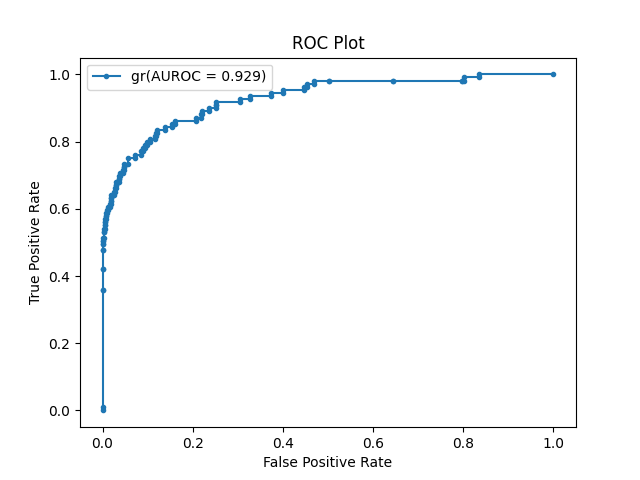 ROC Plot
gr(AUROC = 0.929)
True Positive Rate
1.0
0.8
0.6
0.4
0.2
0.0
0.0 0.2 0.4 0.6 0.8 1.0
False Positive Rate